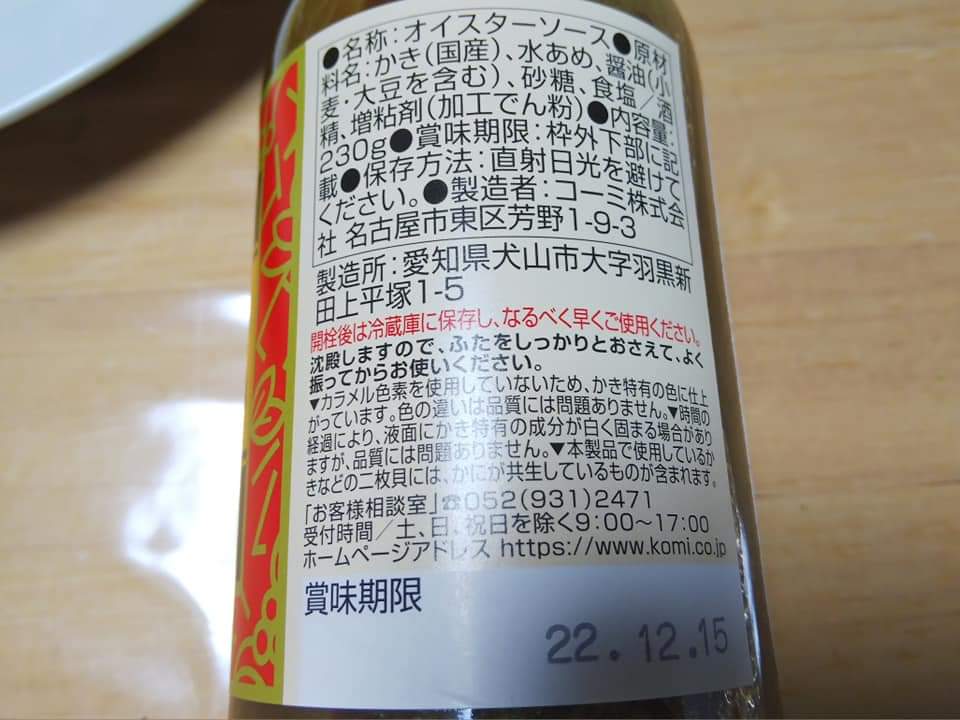 ●名称:オイスターソース●原材
料名:かき(国産)、水あめ、醤油(小
麦・大豆を含む)、砂糖、食塩/酒
精、増粘剤(加工でん粉)●内容量:
230g●賞味期限:枠外下部に記
載●保存方法:直射日光を避けて
ください。●製造者:コーミ株式会
社 名古屋市東区芳野1-9-3
製造所:愛知県犬山市大字羽黒新
田上平塚1-5
開栓後は冷蔵庫に保存し、なるべく早くご使用ください。
沈殿しますので、ふたをしっかりとおさえて、よく
振ってからお使いください。
▼カラメル色素を使用していないため、かき特有の色に仕上
がっています。色の違いは品質には問題ありません。▼時間の
経過により、液面にかき特有の成分が白く固まる場合があり
ますが、品質には問題ありません。▼本製品で使用しているか
きなどの二枚貝には、かにが共生しているものが含まれます。
「お客様相談室」☎052(931)2471
受付時間/土、日、祝日を除く9:00〜17:00
ホームページアドレス https://www.komi.co.jp
賞味期限
22.12.15